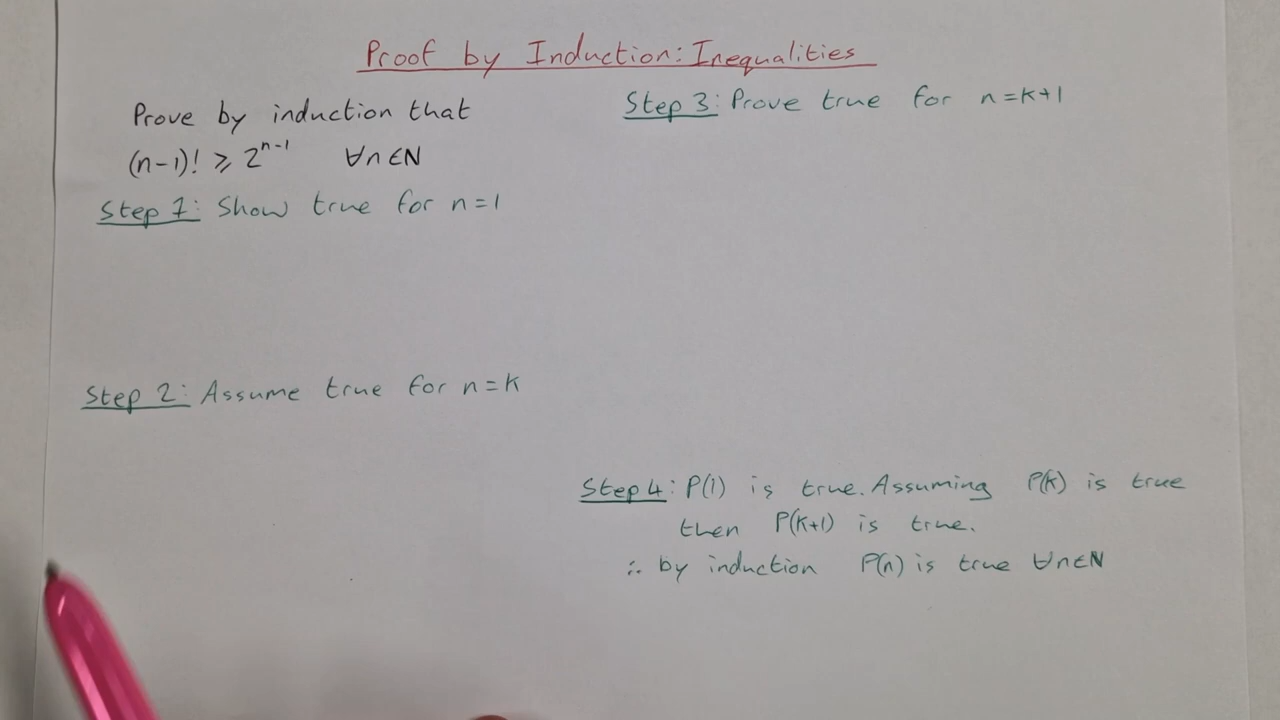 Proof by Induction: Inequalities
Prove by induction that
(n-1)! ⩾ 2^{n-1} ∀n∈N
Step 1: Show true for n=1
Step 2: Assume true for n=k
Step 3: Prove true for n=k+1
Step 4: P(1) is true. Assuming P(k) is true
then P(k+1) is true.
∴ by induction P(n) is true ∀n∈N